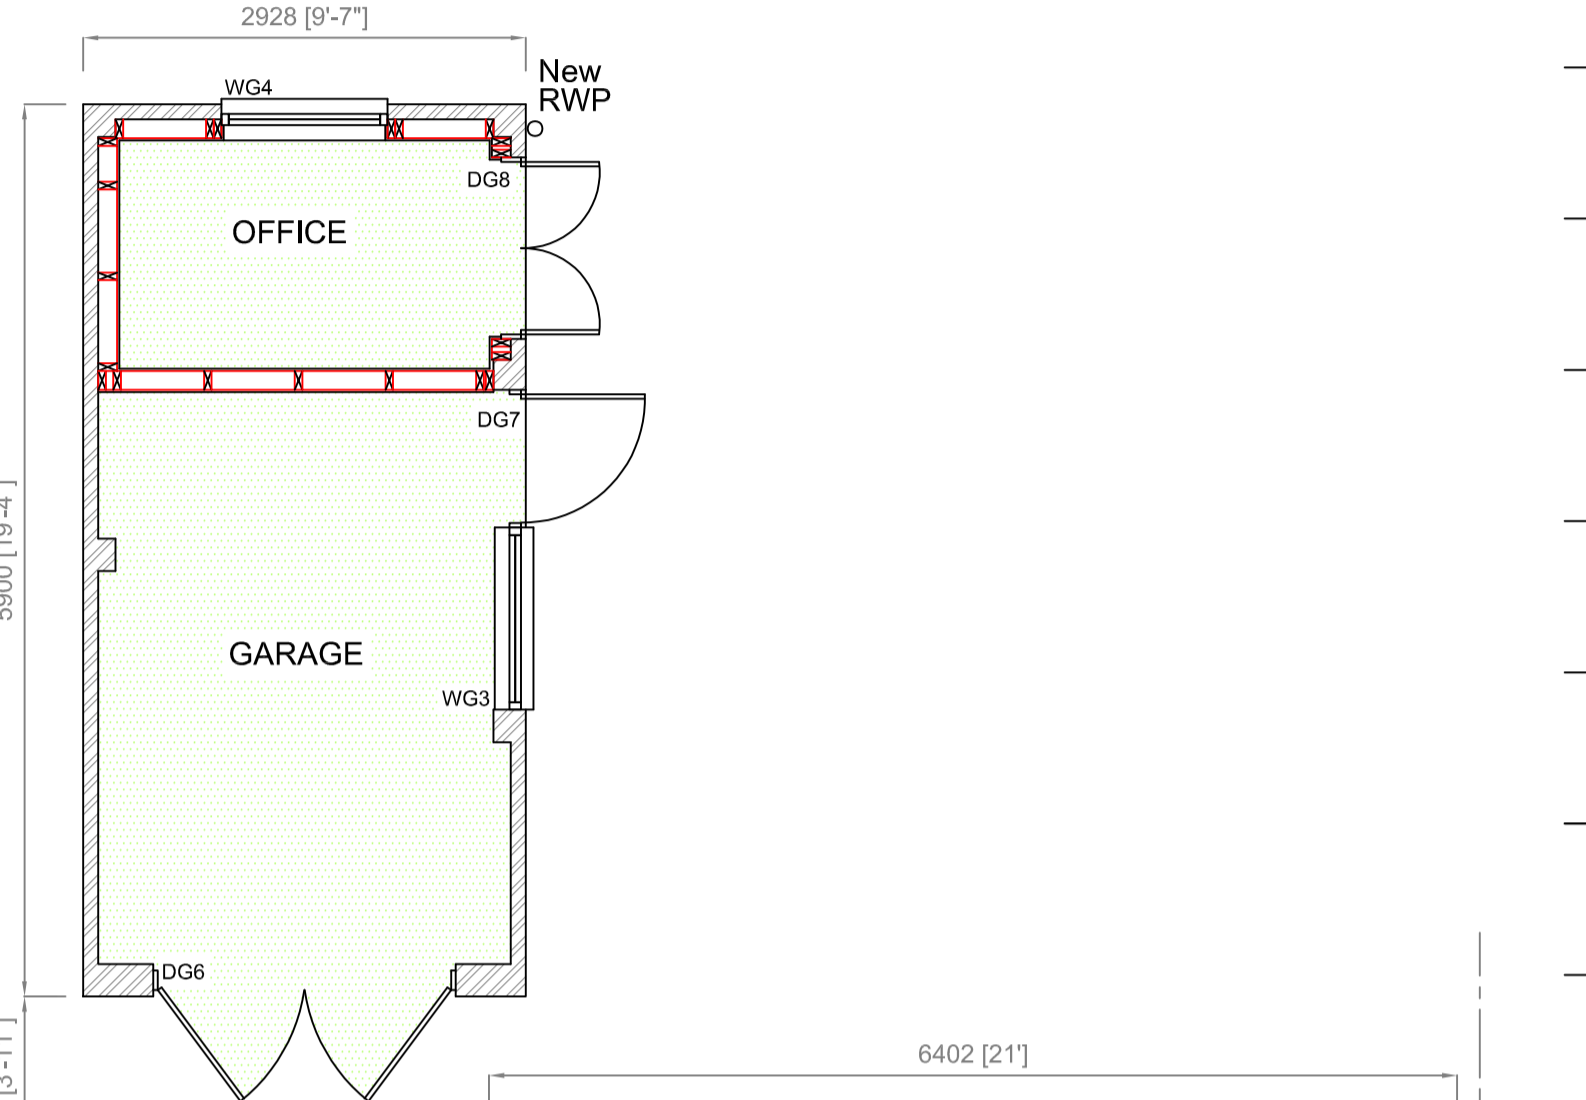 2928 [9'-7"]
New
RWP
WG4
DG8
OFFICE
DG7
5900 [19'-4"]
GARAGE
WG3
DG6
6402 [21']